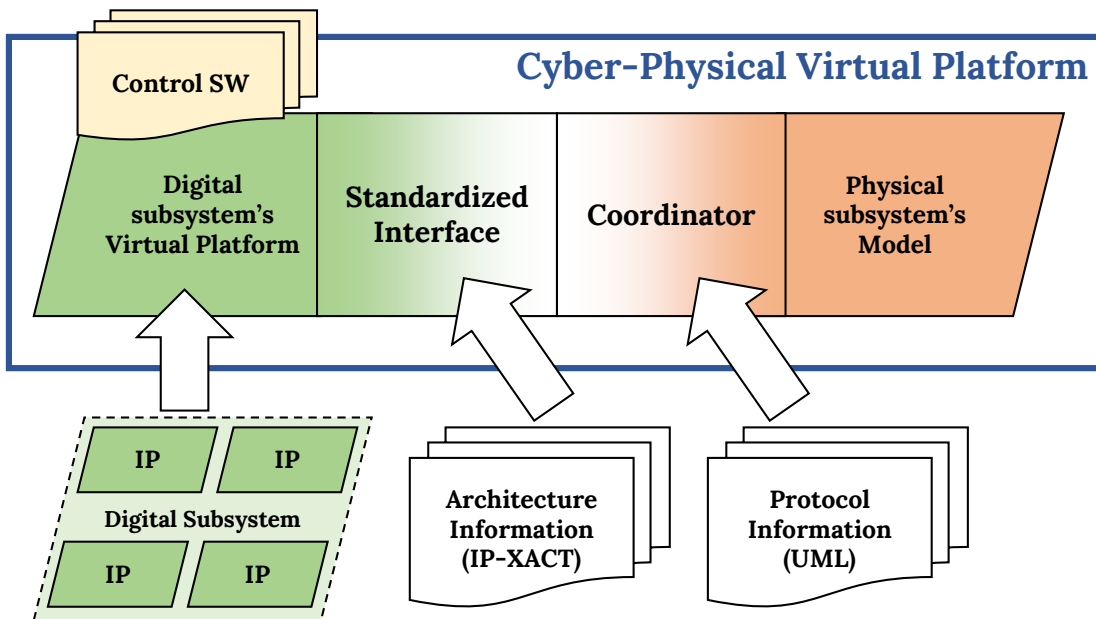 Cyber-Physical Virtual Platform
Control SW
Digital
subsystem's
Virtual Platform
Standardized
Interface
Coordinator
Physical
subsystem's
Model
IP
IP
Digital Subsystem
IP
IP
Architecture
Information
(IP-XACT)
Protocol
Information
(UML)